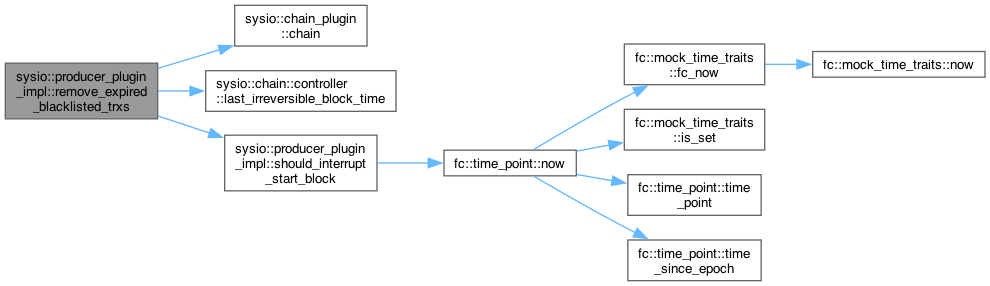 sysio::producer_plugin
_impl::remove_expired
_blacklisted_trxs
sysio::chain_plugin
::chain
sysio::chain::controller
::last_irreversible_block_time
sysio::producer_plugin
_impl::should_interrupt
_start_block
fc::time_point::now
fc::mock_time_traits
::fc_now
fc::mock_time_traits::now
fc::mock_time_traits
::is_set
fc::time_point::time
_point
fc::time_point::time
_since_epoch